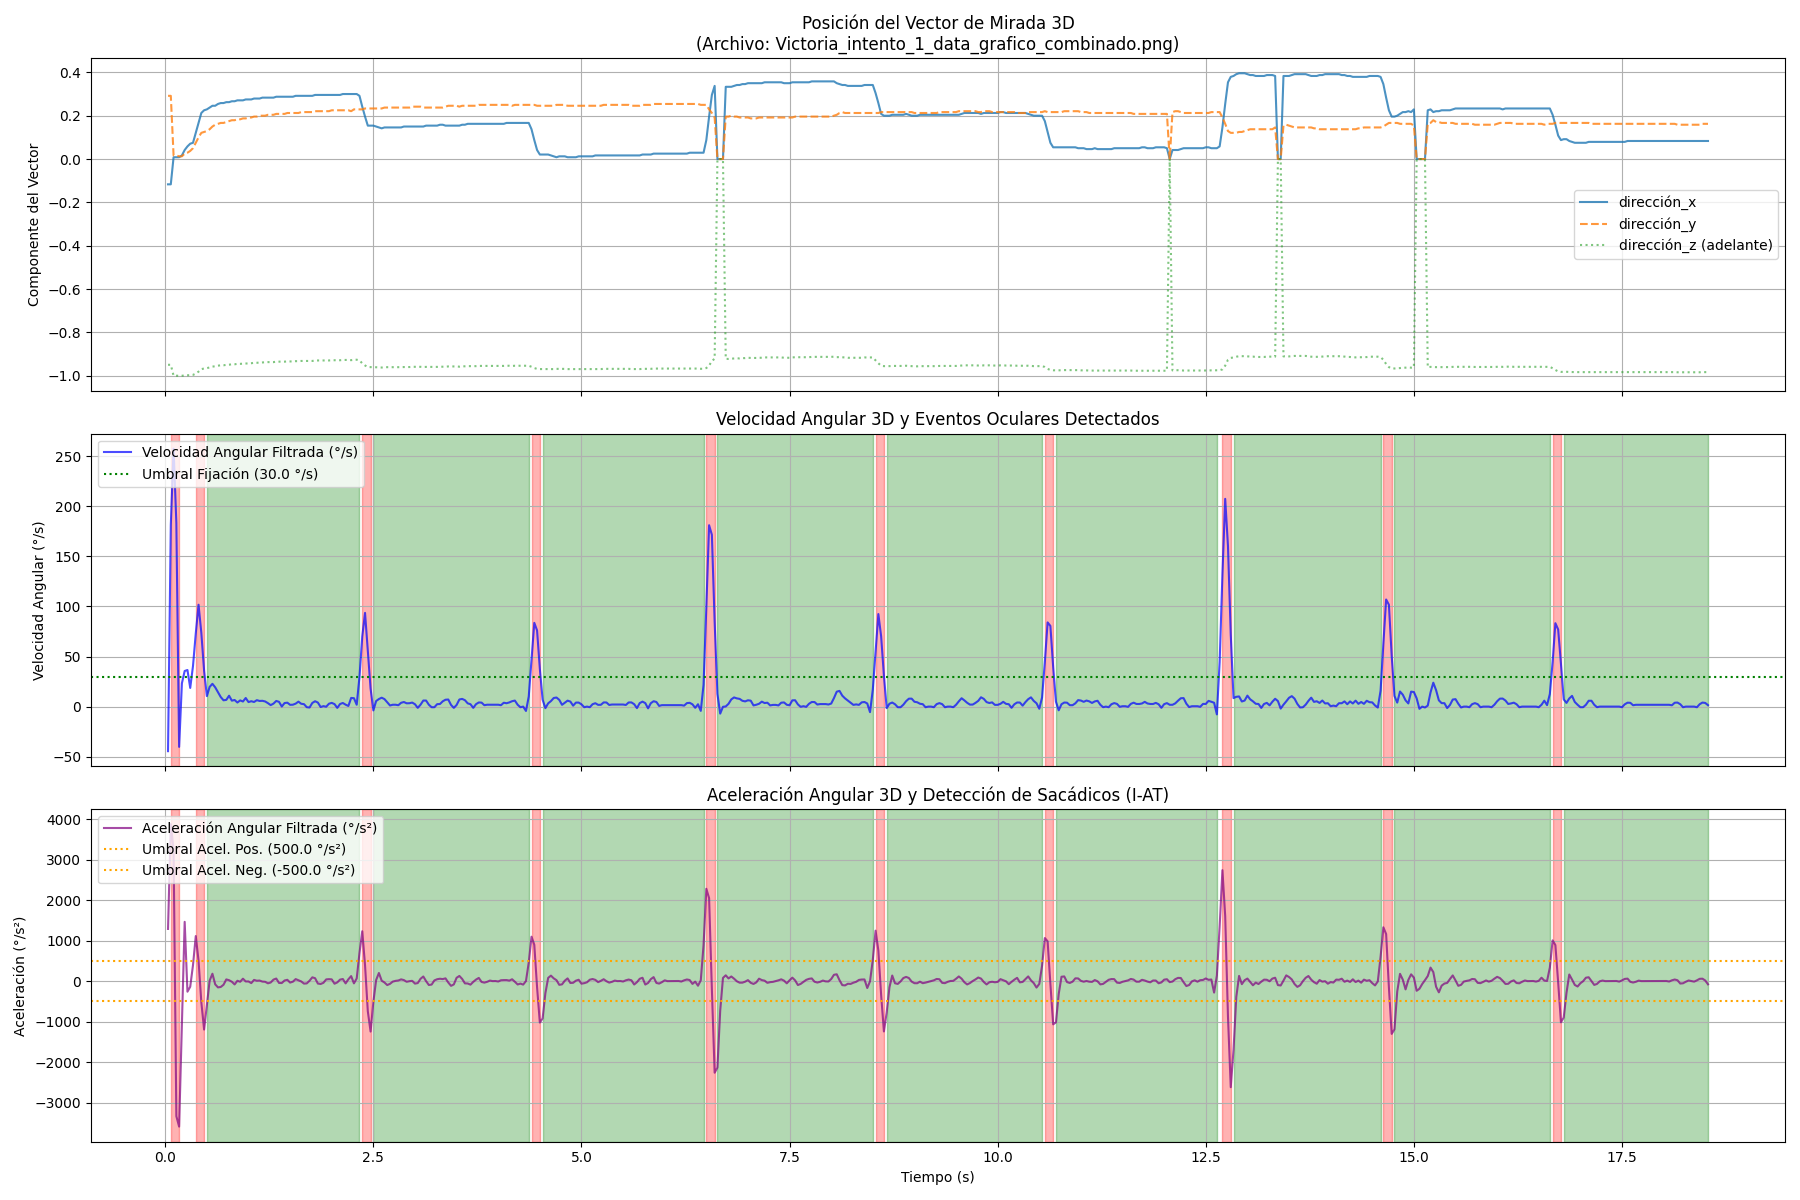 Posición del Vector de Mirada 3D
(Archivo: Victoria_intento_1_data_grafico_combinado.png)
Componente del Vector
0.4
0.2
0.0
−0.2
−0.4
−0.6
−0.8
−1.0
dirección_x
dirección_y
dirección_z (adelante)
Velocidad Angular 3D y Eventos Oculares Detectados
Velocidad Angular (°/s)
250
200
150
100
50
0
−50
Velocidad Angular Filtrada (°/s)
Umbral Fijación (30.0 °/s)
Aceleración Angular 3D y Detección de Sacádicos (I-AT)
Aceleración (°/s²)
4000
3000
2000
1000
0
−1000
−2000
−3000
Aceleración Angular Filtrada (°/s²)
Umbral Acel. Pos. (500.0 °/s²)
Umbral Acel. Neg. (-500.0 °/s²)
0.0 2.5 5.0 7.5 10.0 12.5 15.0 17.5
Tiempo (s)